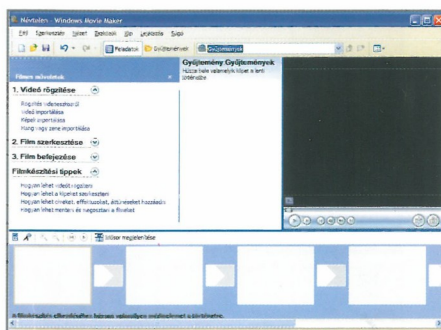 Névtelen - Windows Movie Maker
Fájl Szerkesztés Nézet Eszközök Klip Lejátszás Súgó
Feladatok Gyűjtemények Gyűjtemények
Filmes műveletek
Gyűjtemény: Gyűjtemények
Húzza ide valamelyik klipet a lenti
1. Videó rögzítése
Rögzítés videoeszközről
Videó importálása
Képek importálása
Hang vagy zene importálása
2. Film szerkesztése
3. Film befejezése
Filmkészítési tippek
Hogyan lehet videót rögzíteni
Hogyan lehet a klipeket szerkeszteni
Hogyan lehet címeket, effektusokat, áttűnéseket hozzáadni
Hogyan lehet menteni és megosztani a filmeket
Idősor megjelenítése